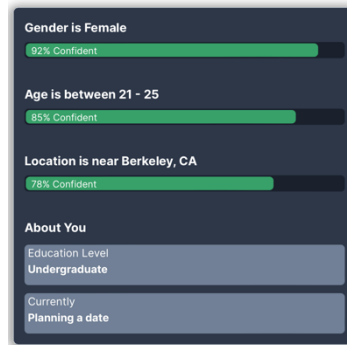 Gender is Female
92% Confident
Age is between 21 - 25
85% Confident
Location is near Berkeley, CA
78% Confident
About You
Education Level
Undergraduate
Currently
Planning a date